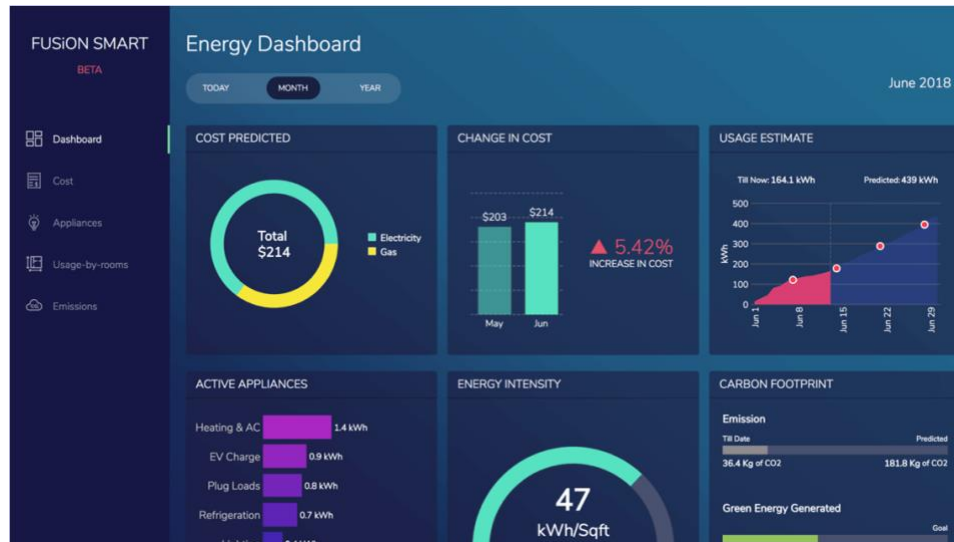 FUSiON SMART
BETA
Dashboard
Cost
Appliances
Usage-by-rooms
Emissions
Energy Dashboard
TODAY MONTH YEAR
June 2018
COST PREDICTED
Total
$214
Electricity
Gas
CHANGE IN COST
$203 $214
May Jun
5.42%
INCREASE IN COST
USAGE ESTIMATE
Till Now: 164.1 kWh Predicted: 439 kWh
kWh
500
400
300
200
100
0
Jun 1 Jun 8 Jun 15 Jun 22 Jun 29
ACTIVE APPLIANCES
Heating & AC 1.4 kWh
EV Charge 0.9 kWh
Plug Loads 0.8 kWh
Refrigeration 0.7 kWh
ENERGY INTENSITY
47
kWh/Sqft
CARBON FOOTPRINT
Emission
Till Date Predicted
36.4 Kg of CO2 181.8 Kg of CO2
Green Energy Generated
Goal